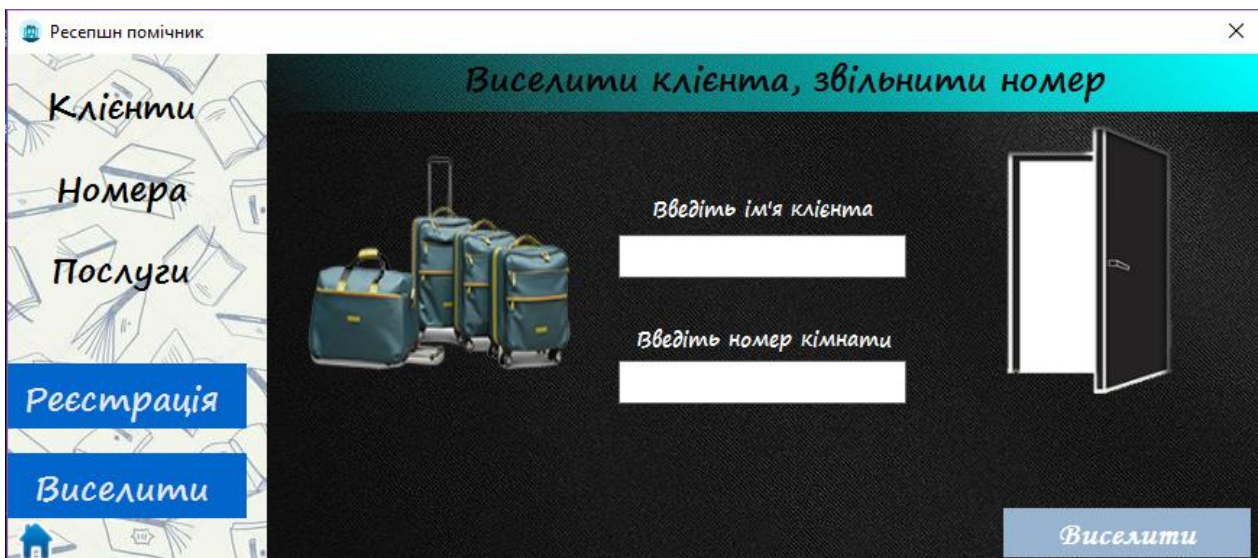 Ресепшн помічник
Виселити клієнта, звільнити номер
Клієнти
Номера
Послуги
Реєстрація
Виселити
Введіть ім'я клієнта
Введіть номер кімнати
Виселити